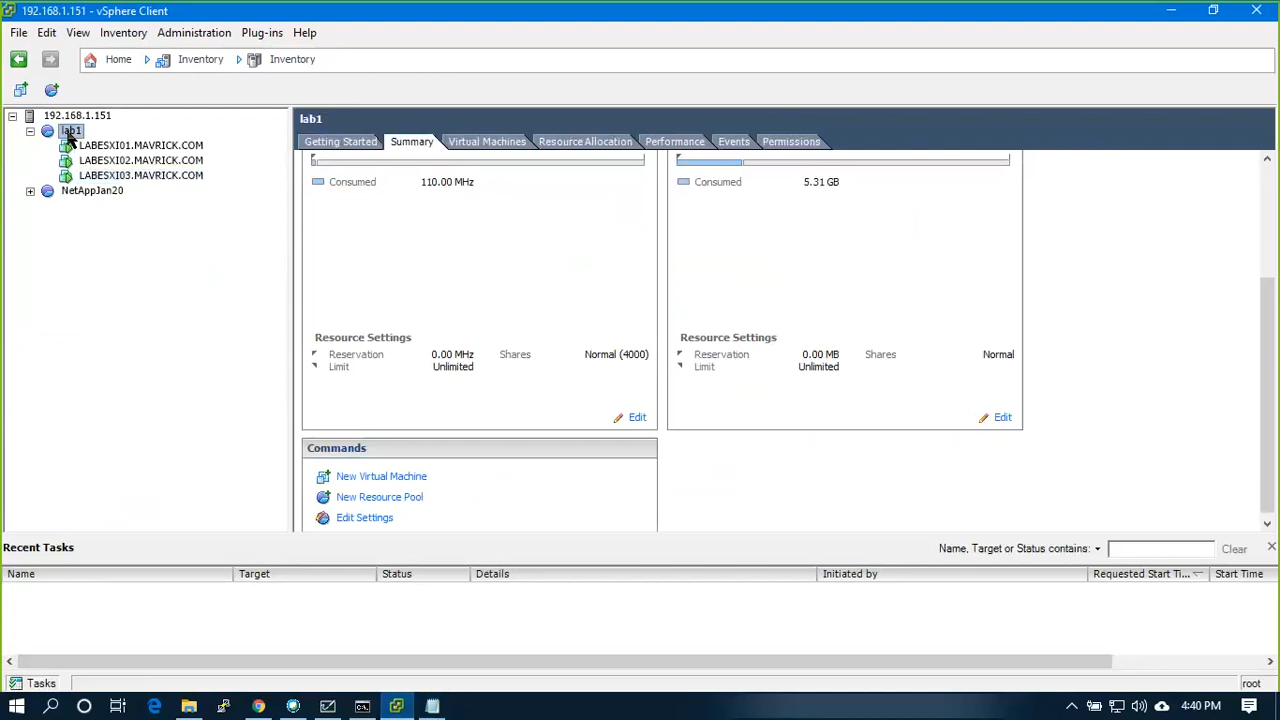 192.168.1.151 - vSphere Client
File Edit View Inventory Administration Plug-ins Help
Home Inventory Inventory
192.168.1.151
lab1
LABESXI01.MAVRICK.COM
LABESXI02.MAVRICK.COM
LABESXI03.MAVRICK.COM
NetAppJan20
lab1
Getting Started Summary Virtual Machines Resource Allocation Performance Events Permissions
Consumed 110.00 MHz
Consumed 5.31 GB
Resource Settings
Reservation 0.00 MHz Shares Normal (4000)
Limit Unlimited
Edit
Resource Settings
Reservation 0.00 MB Shares Normal
Limit Unlimited
Edit
Commands
New Virtual Machine
New Resource Pool
Edit Settings
Recent Tasks
Name, Target or Status contains: Clear
Name Target Status Details Initiated by Requested Start Ti... Start Time
Tasks root
4:40 PM